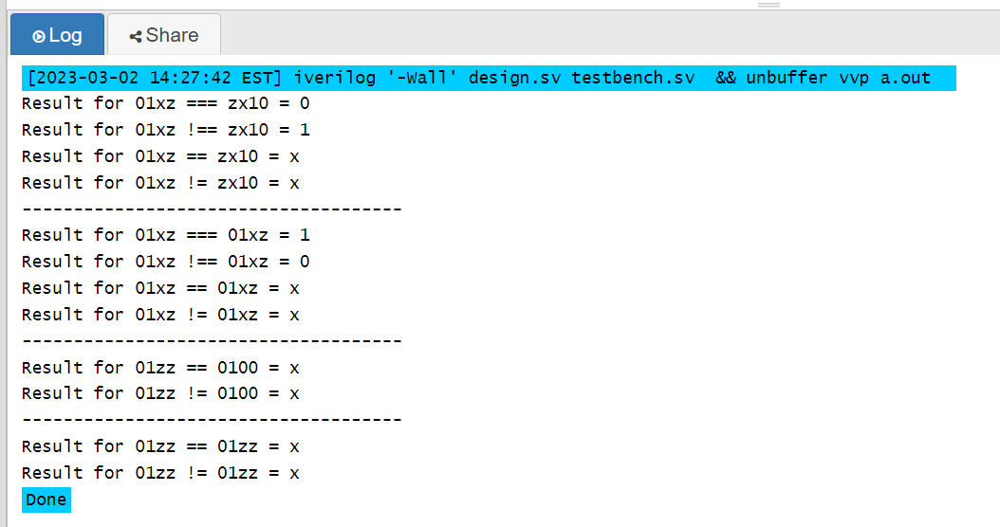 Log Share
[2023-03-02 14:27:42 EST] iverilog '-Wall' design.sv testbench.sv  && unbuffer vvp a.out
Result for 01xz === zx10 = 0
Result for 01xz !== zx10 = 1
Result for 01xz == zx10 = x
Result for 01xz != zx10 = x
-------------------------------------
Result for 01xz === 01xz = 1
Result for 01xz !== 01xz = 0
Result for 01xz == 01xz = x
Result for 01xz != 01xz = x
-------------------------------------
Result for 01zz == 0100 = x
Result for 01zz != 0100 = x
-------------------------------------
Result for 01zz == 01zz = x
Result for 01zz != 01zz = x
Done